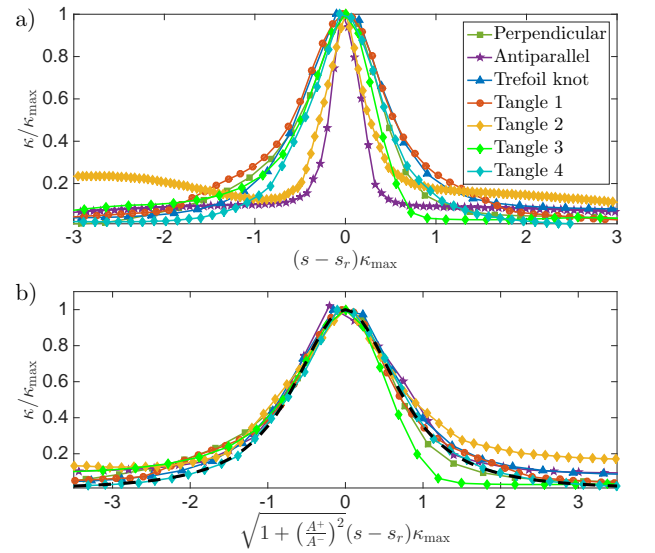 a)
κ/κmax
1
0.8
0.6
0.4
0.2
-3 -2 -1 0 1 2 3
(s − sr)κmax
Perpendicular
Antiparallel
Trefoil knot
Tangle 1
Tangle 2
Tangle 3
Tangle 4
b)
κ/κmax
1
0.8
0.6
0.4
0.2
-3 -2 -1 0 1 2 3
√1 + (A⁺/A⁻)²(s − sr)κmax